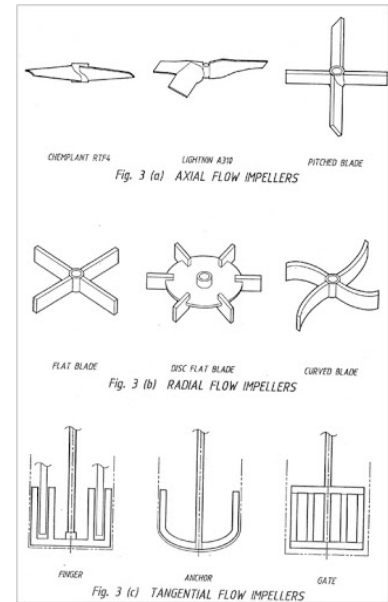 CHEMPLANT RTF4
LIGHTNIN A310
PITCHED BLADE
Fig. 3 (a) AXIAL FLOW IMPELLERS
FLAT BLADE
DISC FLAT BLADE
CURVED BLADE
Fig. 3 (b) RADIAL FLOW IMPELLERS
FINGER
ANCHOR
GATE
Fig. 3 (c) TANGENTIAL FLOW IMPELLERS